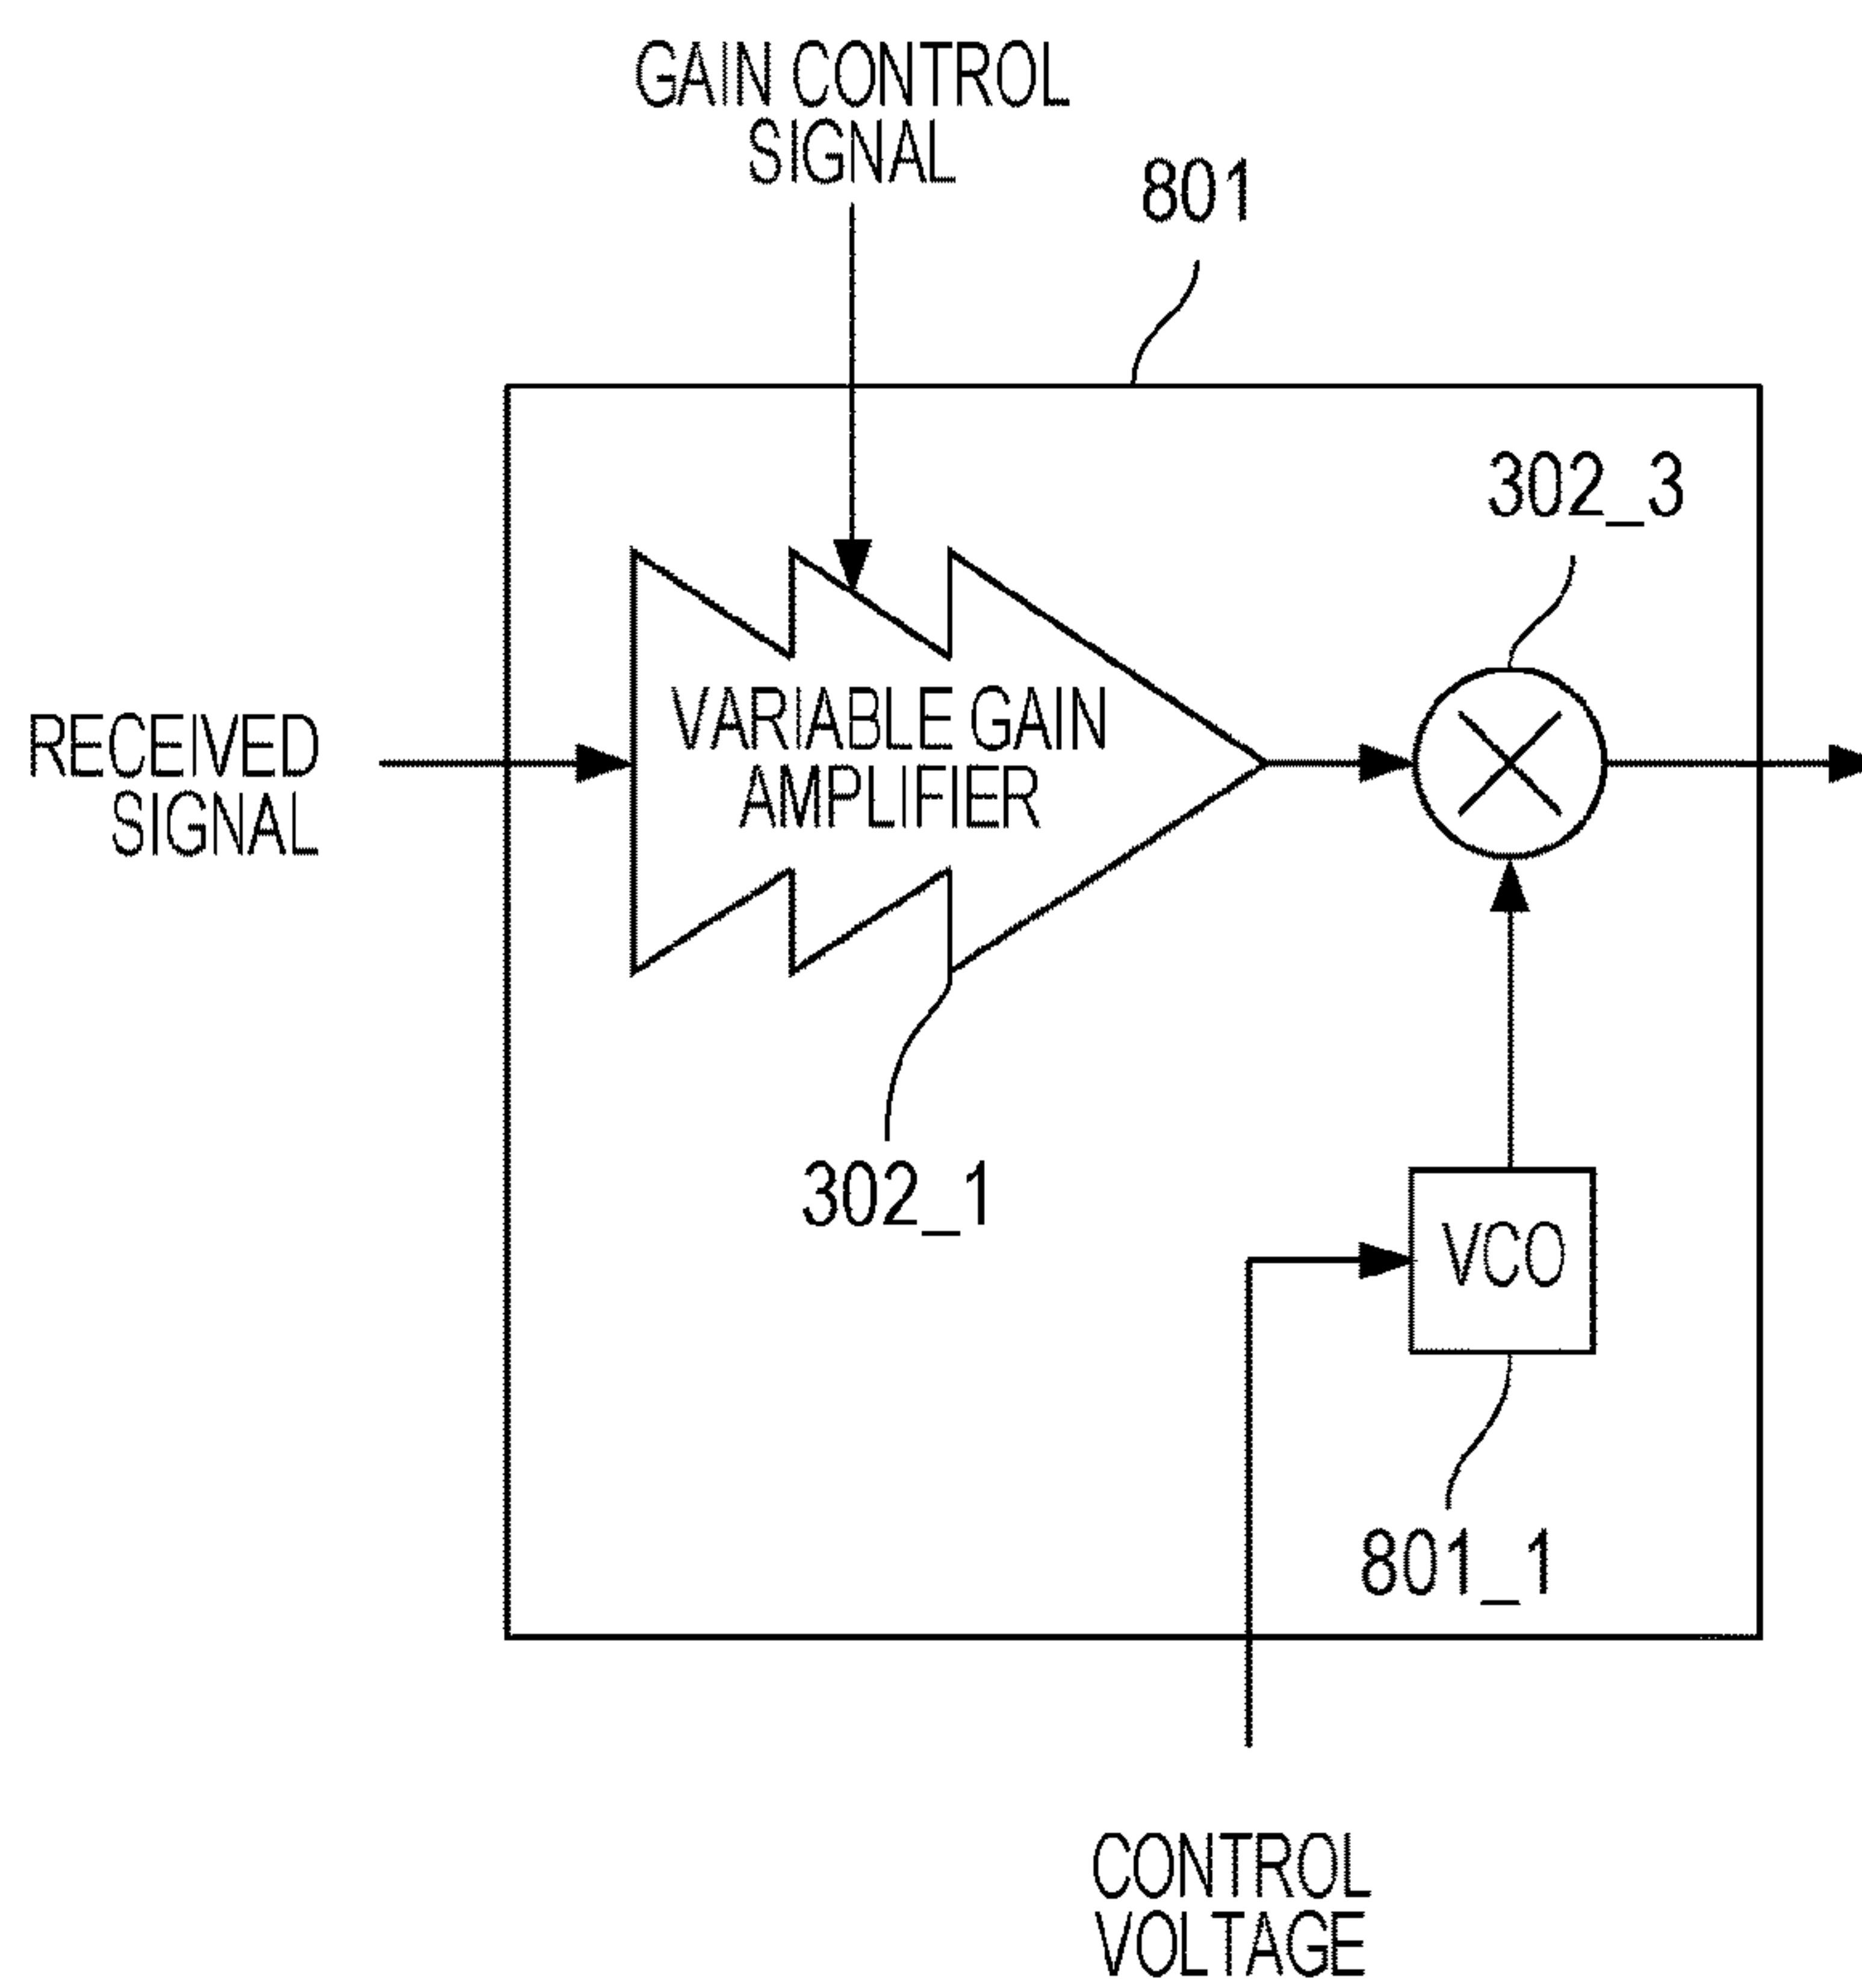 GAIN CONTROL
SIGNAL
801
302_3
RECEIVED
SIGNAL
VARIABLE GAIN
AMPLIFIER
302_1
VCO
801_1
CONTROL
VOLTAGE